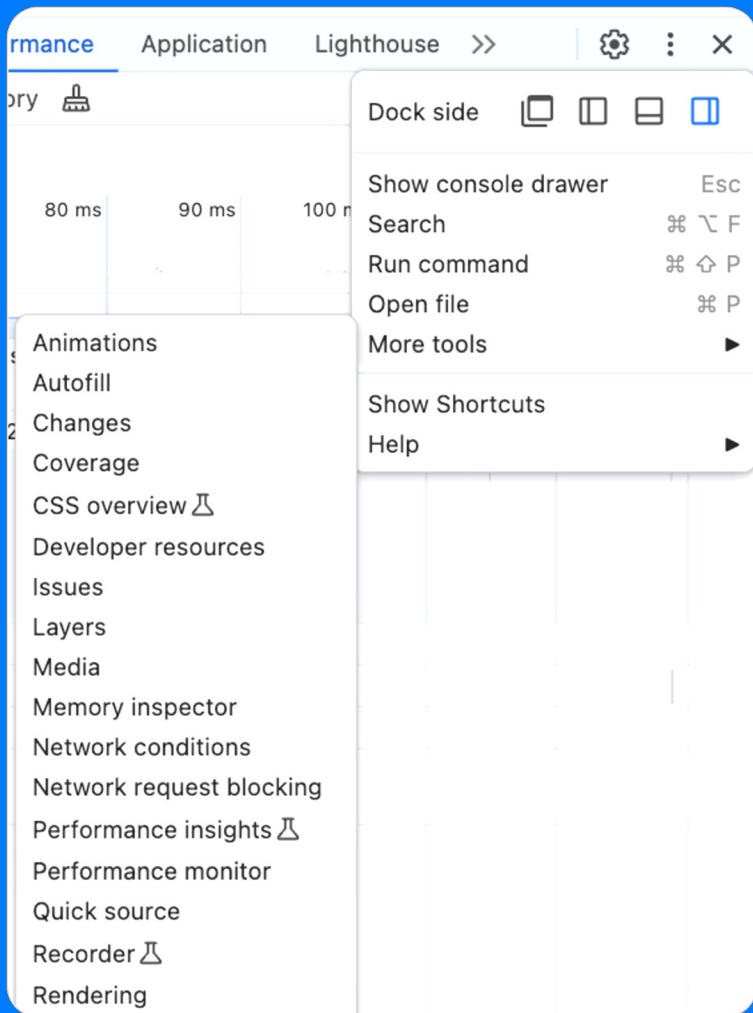 rmance Application Lighthouse
ory
Dock side
80 ms 90 ms 100 m
Show console drawer Esc
Search ⌘ ⌥ F
Run command ⌘ ⇧ P
Open file ⌘ P
More tools ▶
Show Shortcuts
Help ▶
Animations
Autofill
Changes
Coverage
CSS overview
Developer resources
Issues
Layers
Media
Memory inspector
Network conditions
Network request blocking
Performance insights
Performance monitor
Quick source
Recorder
Rendering